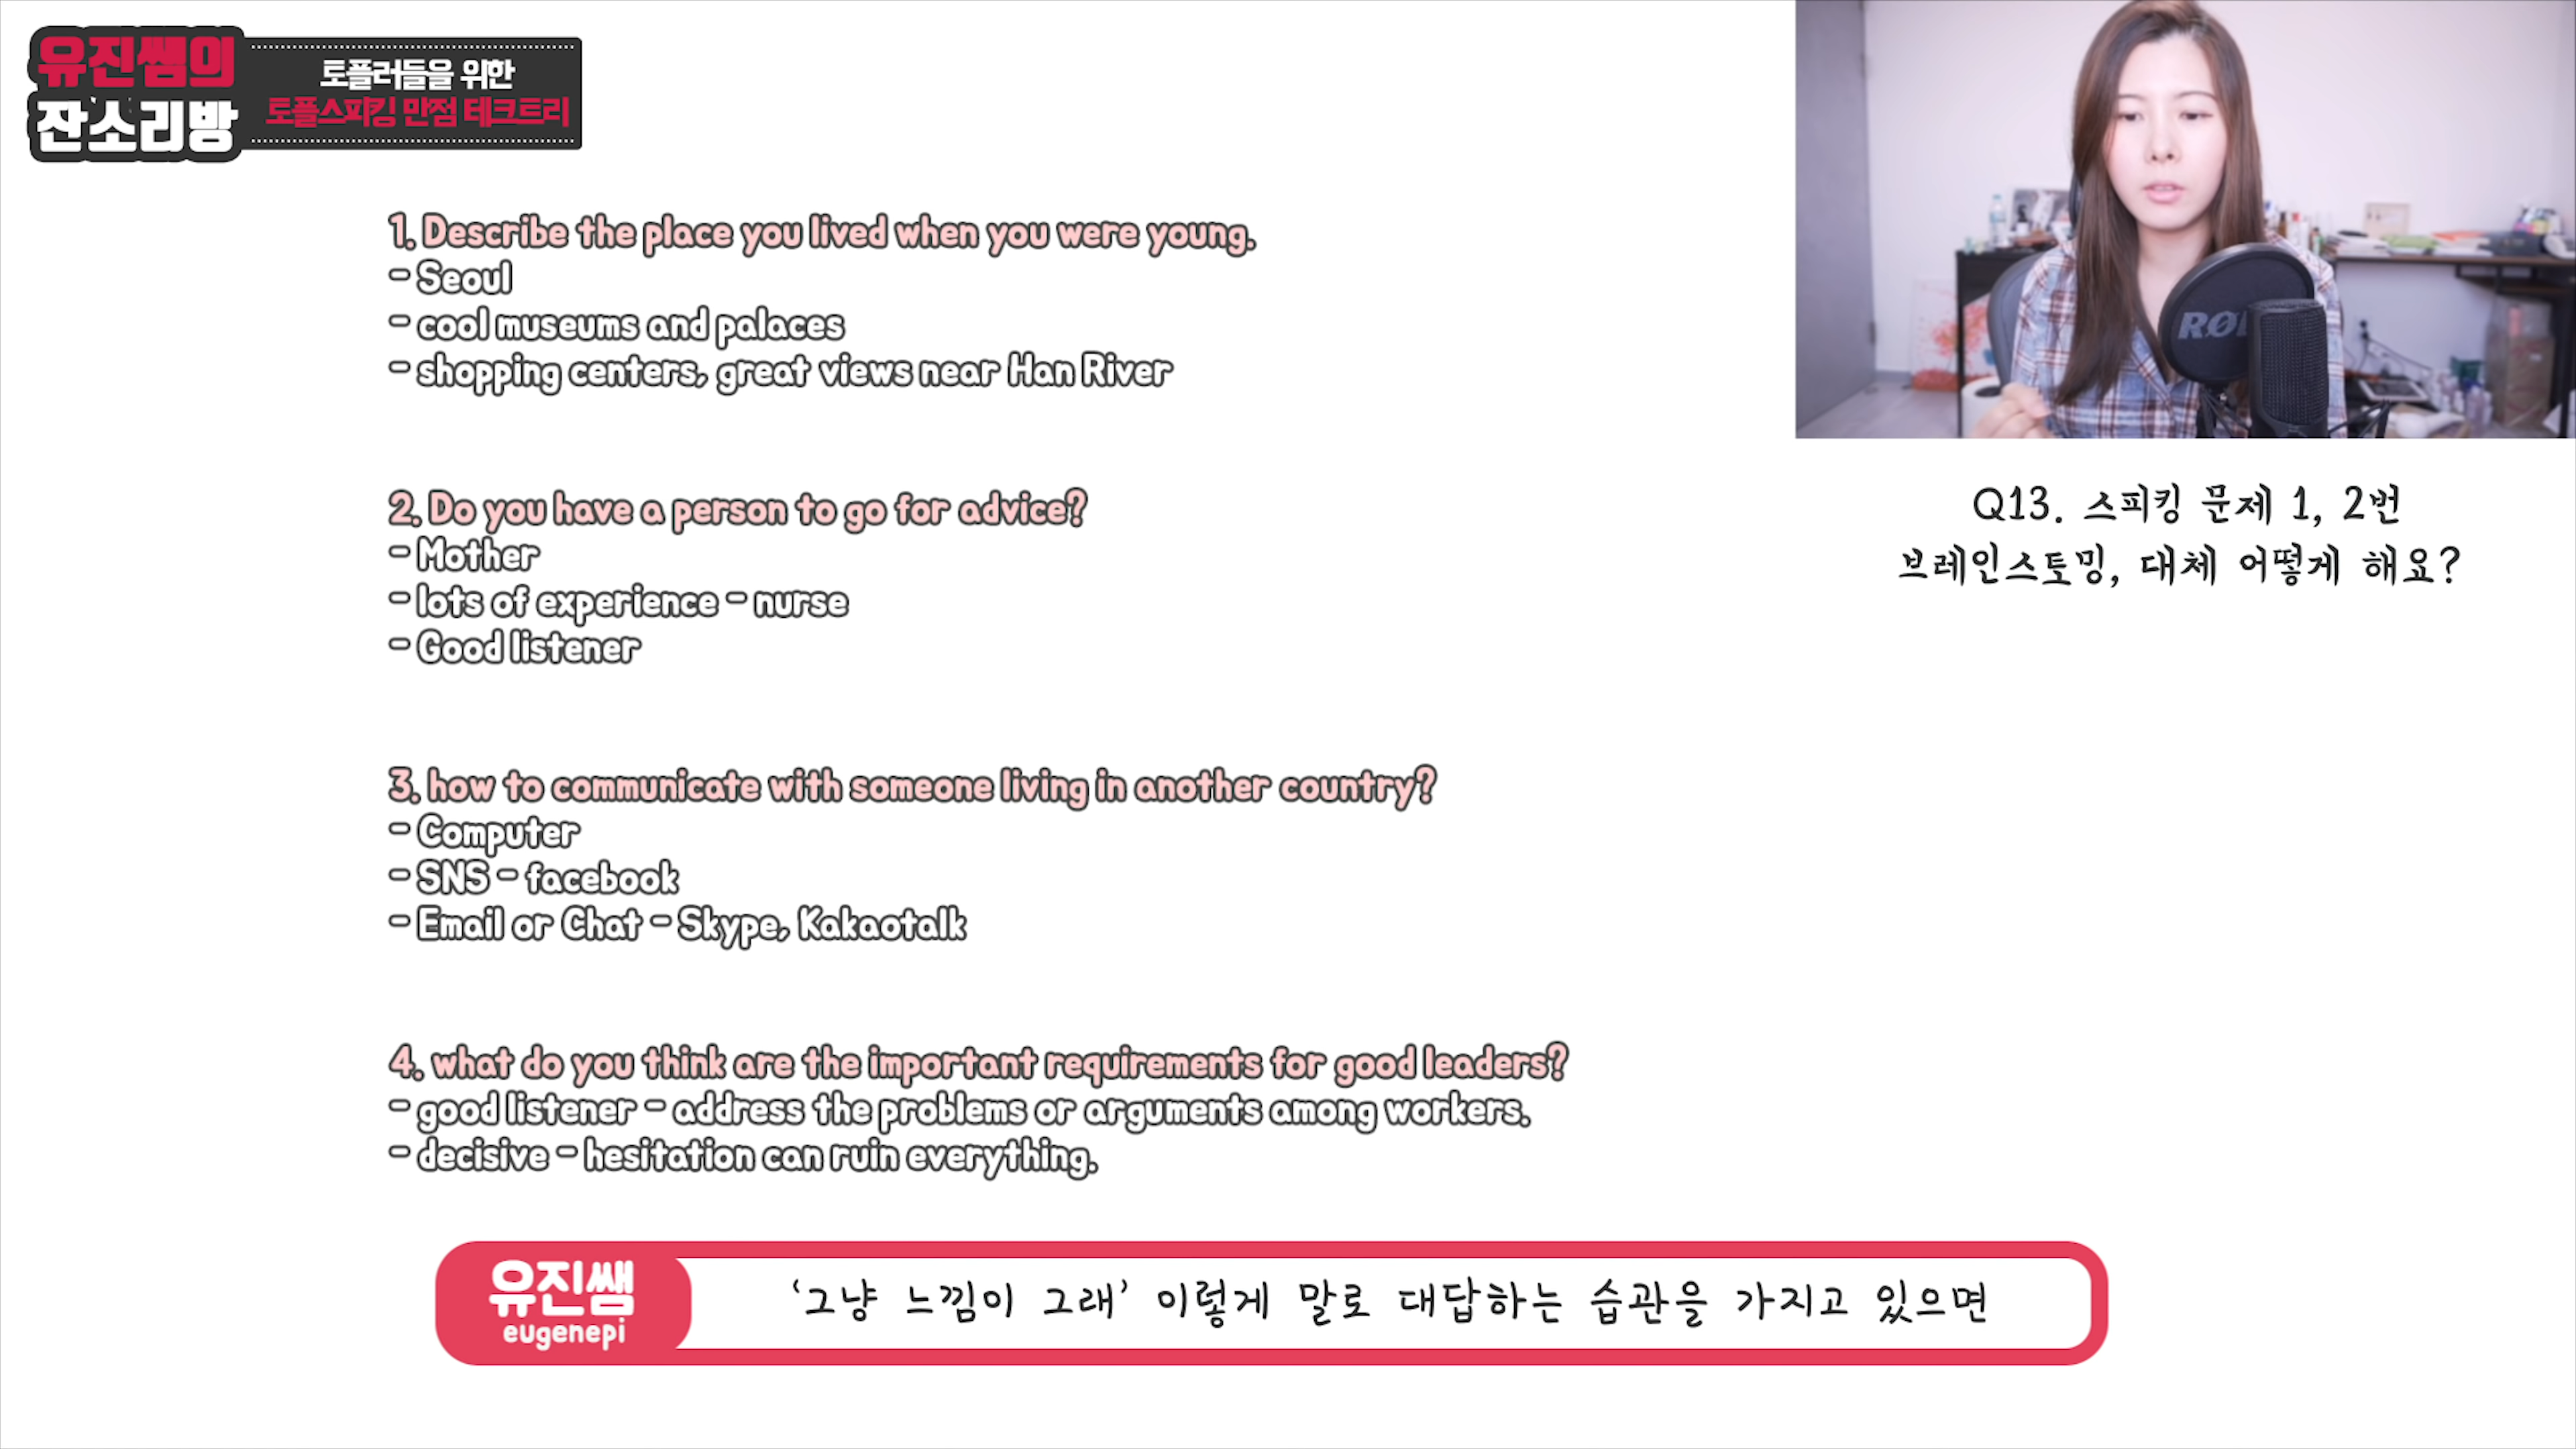 유진쌤의
잔소리방
토플러들을 위한
토플스피킹 만점 테크트리
1. Describe the place you lived when you were young.
- Seoul
- cool museums and palaces
- shopping centers, great views near Han River
2. Do you have a person to go for advice?
- Mother
- lots of experience - nurse
- Good listener
3. how to communicate with someone living in another country?
- Computer
- SNS - facebook
- Email or Chat - Skype, Kakaotalk
4. what do you think are the important requirements for good leaders?
- good listener - address the problems or arguments among workers.
- decisive - hesitation can ruin everything.
Q13. 스피킹 문제 1, 2번
브레인스토밍, 대체 어떻게 해요?
유진쌤
eugenepi
‘그냥 느낌이 그래’ 이렇게 말로 대답하는 습관을 가지고 있으면